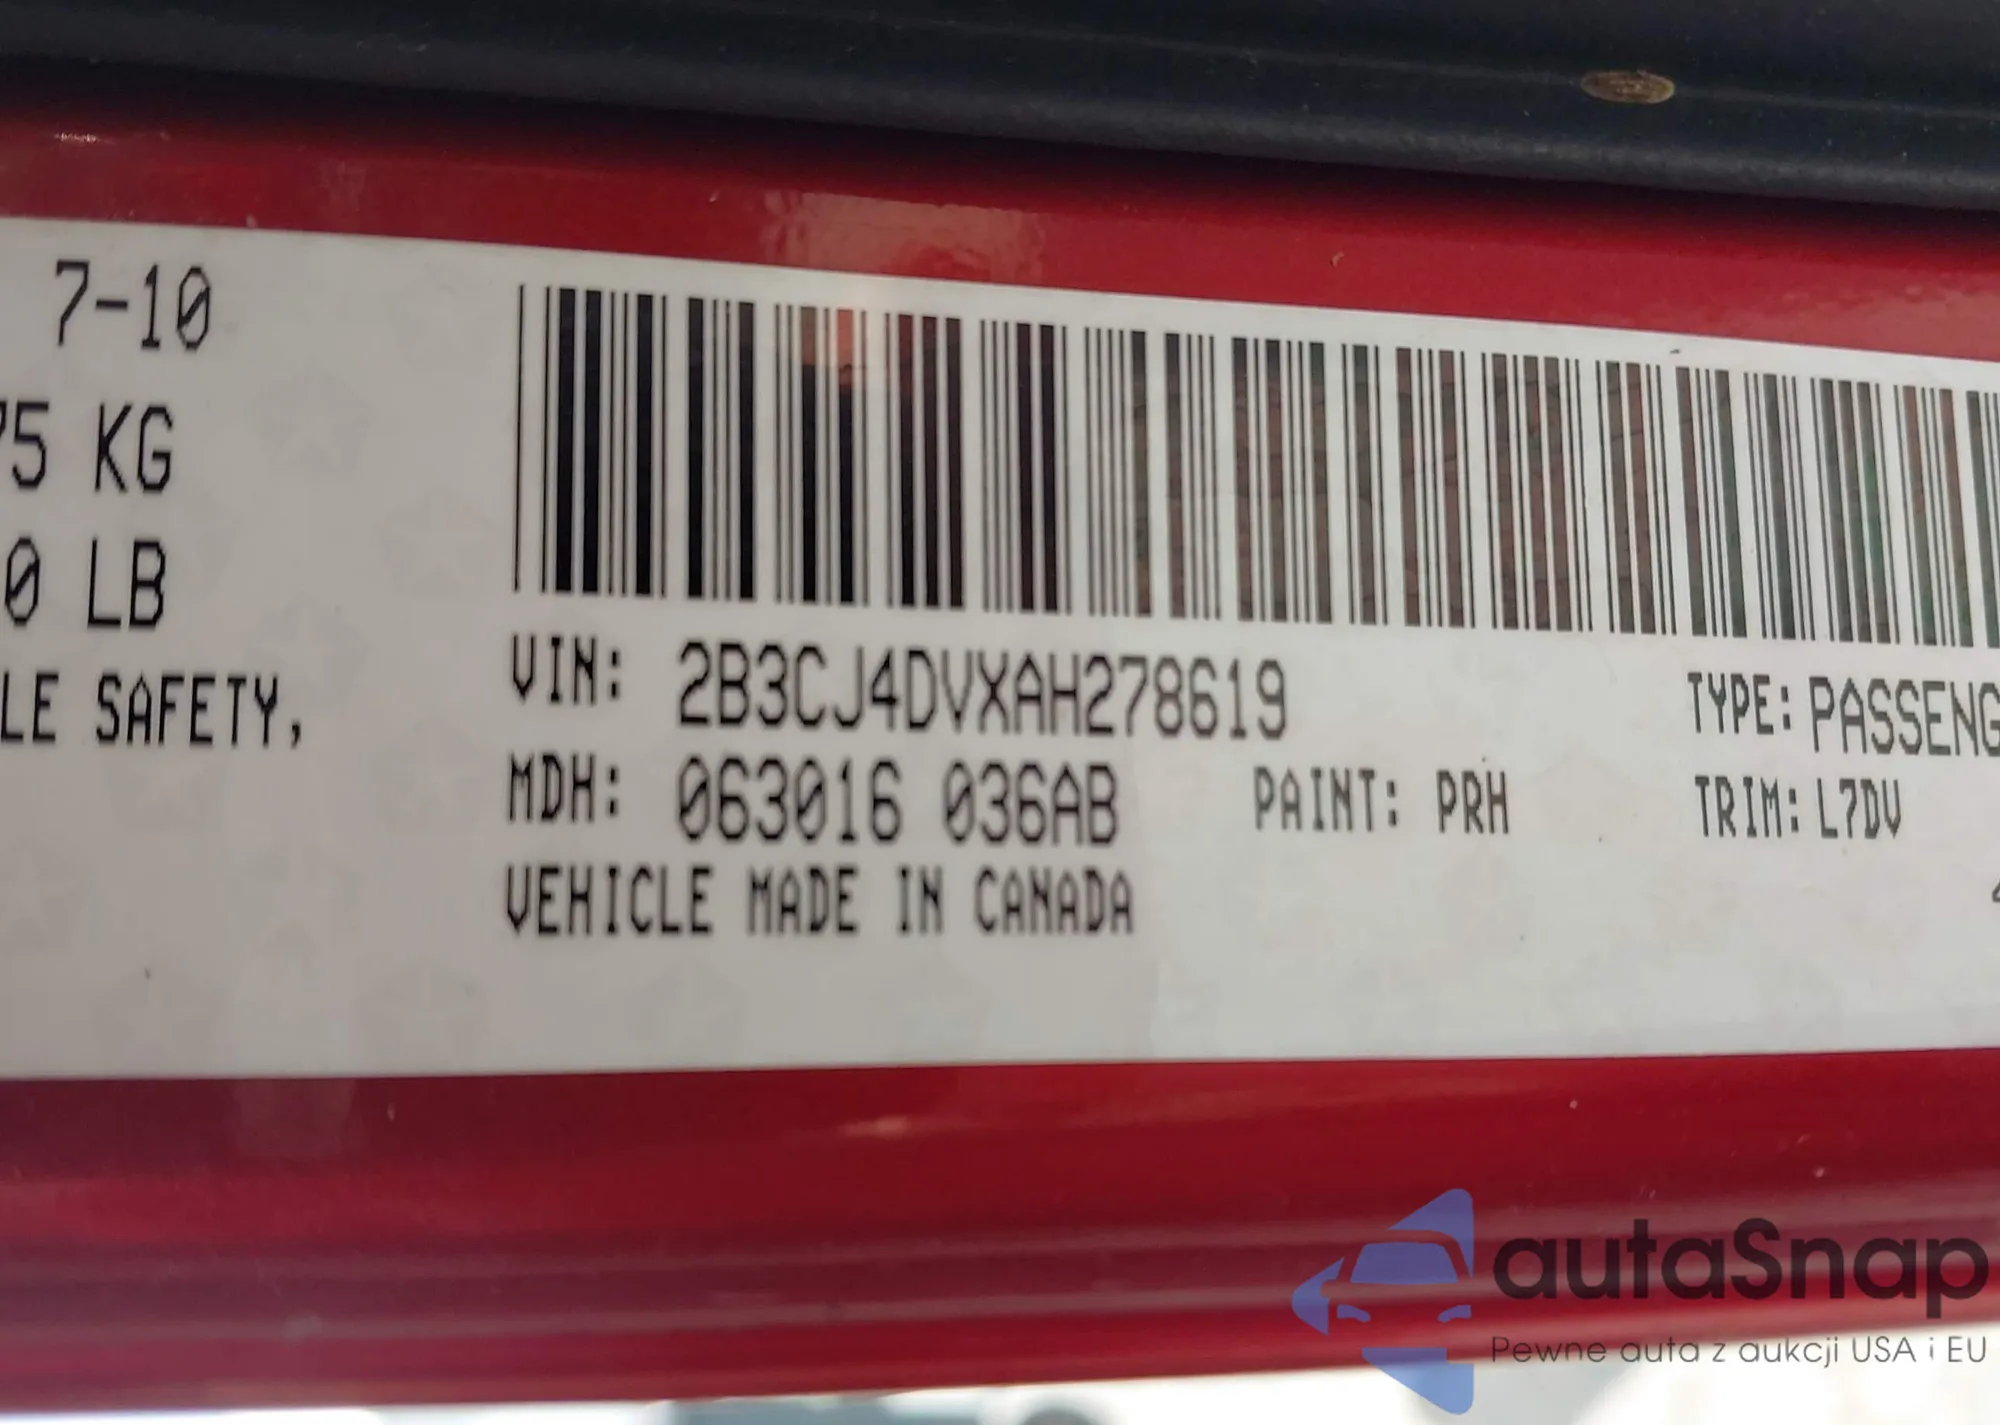 7-10
75 KG
0 LB
LE SAFETY,
VIN: 2B3CJ4DVXAH278619
TYPE: PASSENG
MDH: 063016 036AB PAINT: PRH TRIM: L7DV
VEHICLE MADE IN CANADA
autaSnap
Pewne auta z aukcji USA i EU